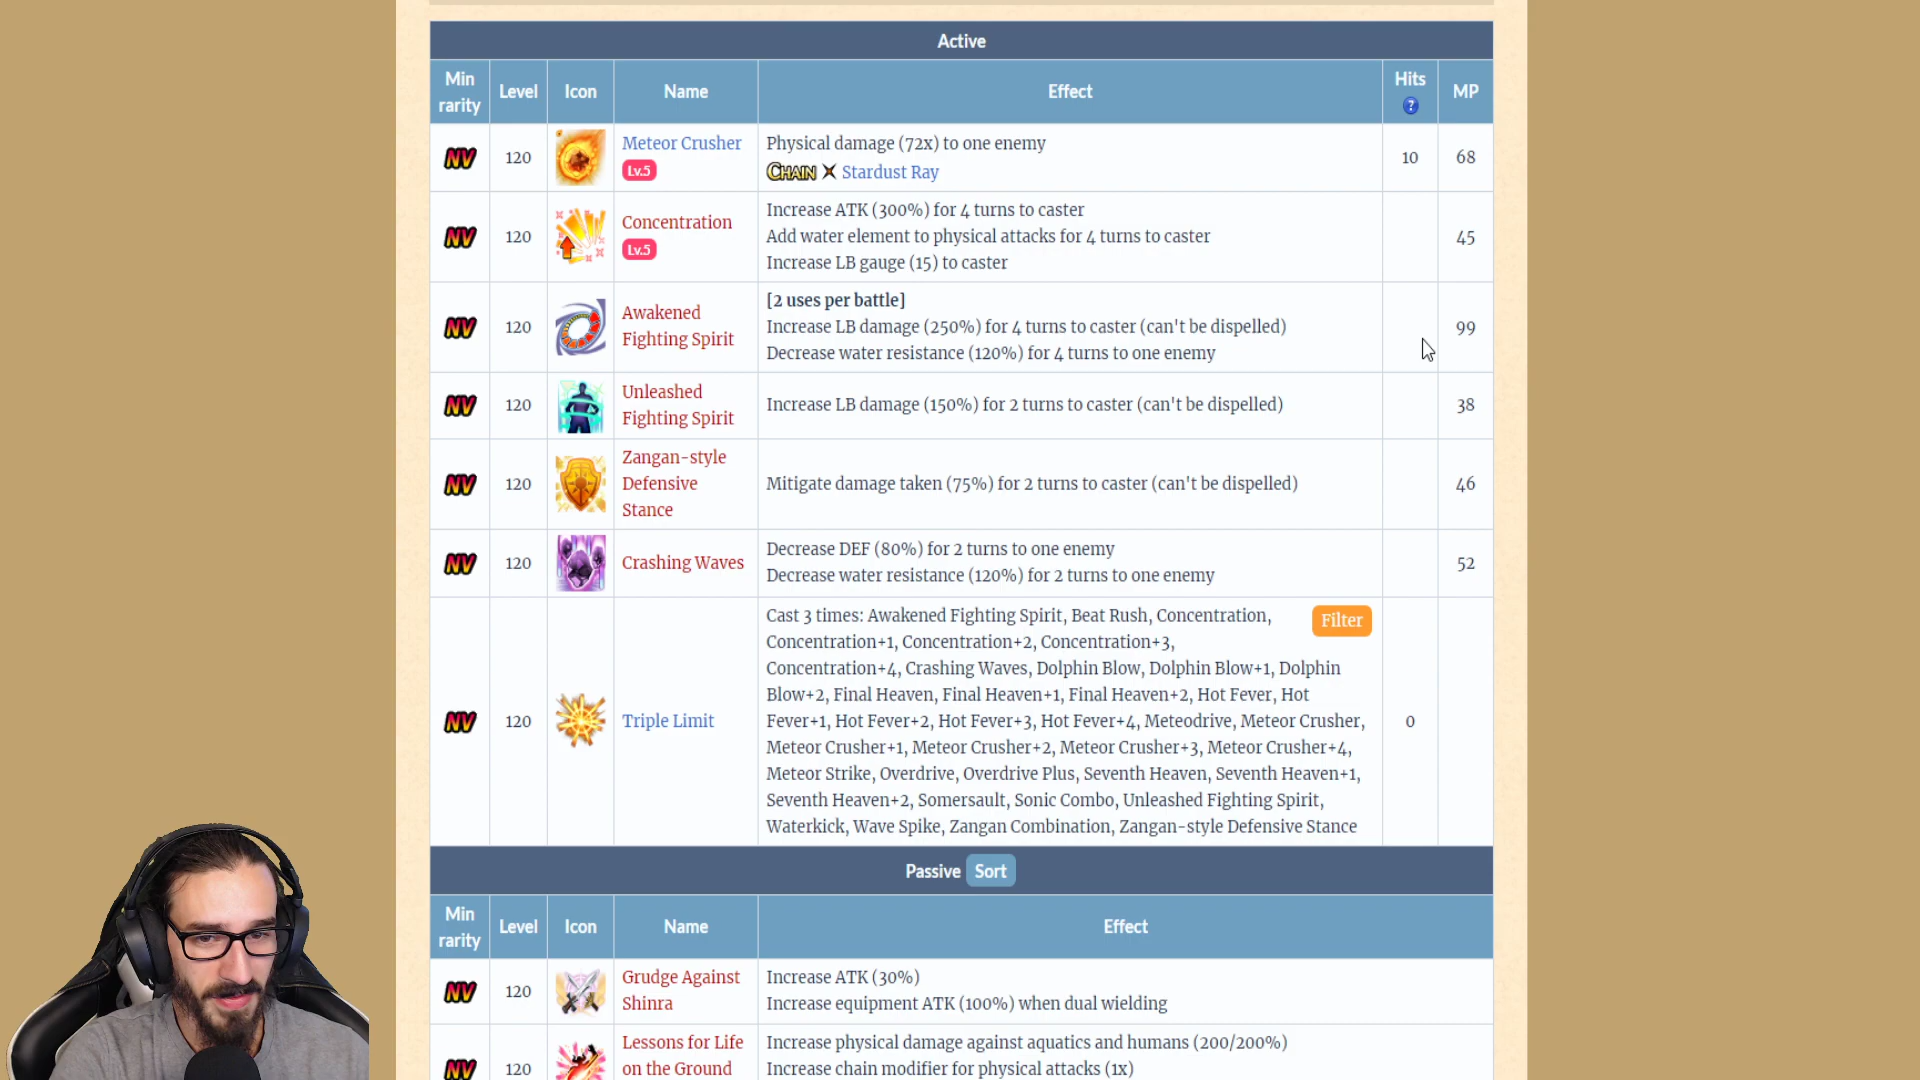 Active
Min rarity Level Icon Name Effect Hits ? MP
NV 120 Meteor Crusher Lv.5 Physical damage (72x) to one enemy 10 68
CHAIN Stardust Ray
NV 120 Concentration Lv.5 Increase ATK (300%) for 4 turns to caster 45
Add water element to physical attacks for 4 turns to caster
Increase LB gauge (15) to caster
NV 120 Awakened Fighting Spirit [2 uses per battle] 99
Increase LB damage (250%) for 4 turns to caster (can't be dispelled)
Decrease water resistance (120%) for 4 turns to one enemy
NV 120 Unleashed Fighting Spirit Increase LB damage (150%) for 2 turns to caster (can't be dispelled) 38
NV 120 Zangan-style Defensive Stance Mitigate damage taken (75%) for 2 turns to caster (can't be dispelled) 46
NV 120 Crashing Waves Decrease DEF (80%) for 2 turns to one enemy 52
Decrease water resistance (120%) for 2 turns to one enemy
NV 120 Triple Limit Cast 3 times: Awakened Fighting Spirit, Beat Rush, Concentration, Filter 0
Concentration+1, Concentration+2, Concentration+3,
Concentration+4, Crashing Waves, Dolphin Blow, Dolphin Blow+1, Dolphin
Blow+2, Final Heaven, Final Heaven+1, Final Heaven+2, Hot Fever, Hot
Fever+1, Hot Fever+2, Hot Fever+3, Hot Fever+4, Meteodrive, Meteor Crusher,
Meteor Crusher+1, Meteor Crusher+2, Meteor Crusher+3, Meteor Crusher+4,
Meteor Strike, Overdrive, Overdrive Plus, Seventh Heaven, Seventh Heaven+1,
Seventh Heaven+2, Somersault, Sonic Combo, Unleashed Fighting Spirit,
Waterkick, Wave Spike, Zangan Combination, Zangan-style Defensive Stance
Passive Sort
Min rarity Level Icon Name Effect
NV 120 Grudge Against Shinra Increase ATK (30%)
Increase equipment ATK (100%) when dual wielding
NV 120 Lessons for Life on the Ground Increase physical damage against aquatics and humans (200/200%)
Increase chain modifier for physical attacks (1x)